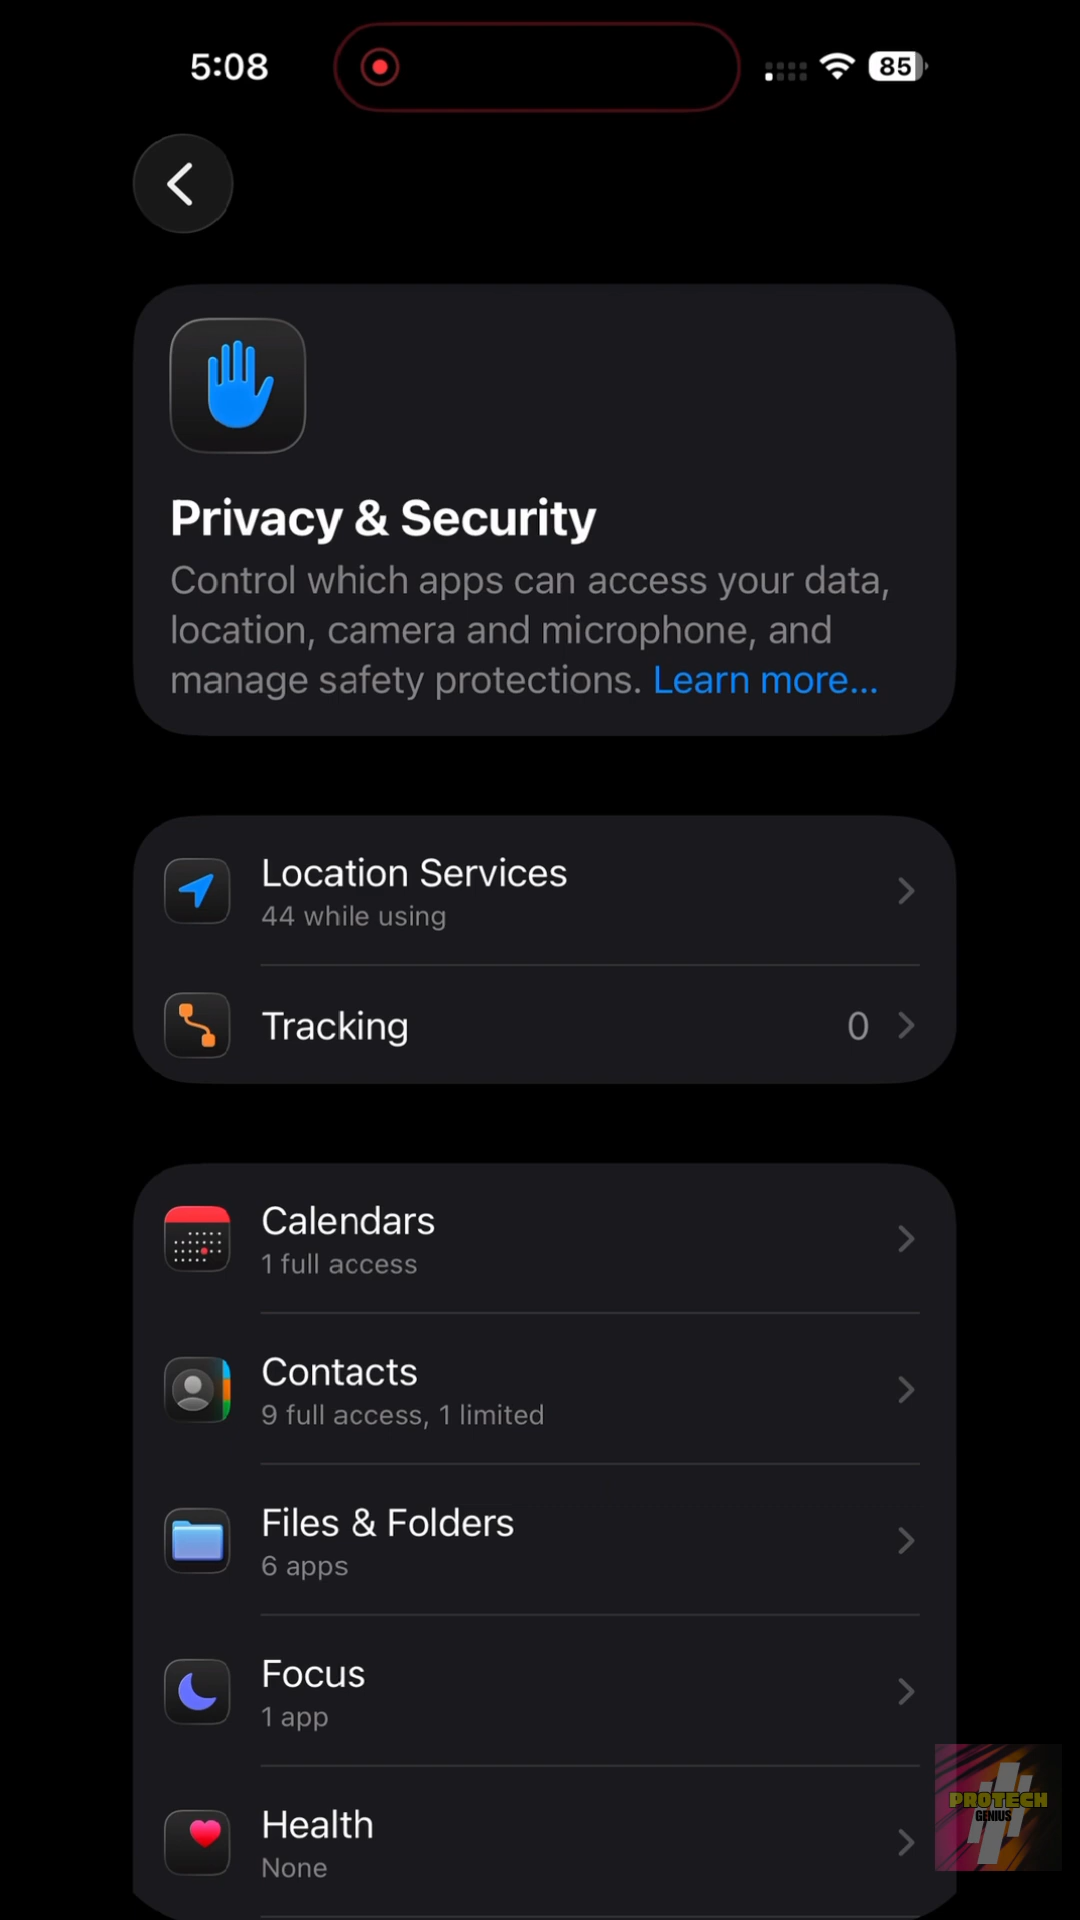 5:08
85
Privacy & Security
Control which apps can access your data,
location, camera and microphone, and
manage safety protections. Learn more...
Location Services
44 while using
Tracking
0
Calendars
1 full access
Contacts
9 full access, 1 limited
Files & Folders
6 apps
Focus
1 app
Health
None
PROTECH
GENIUS